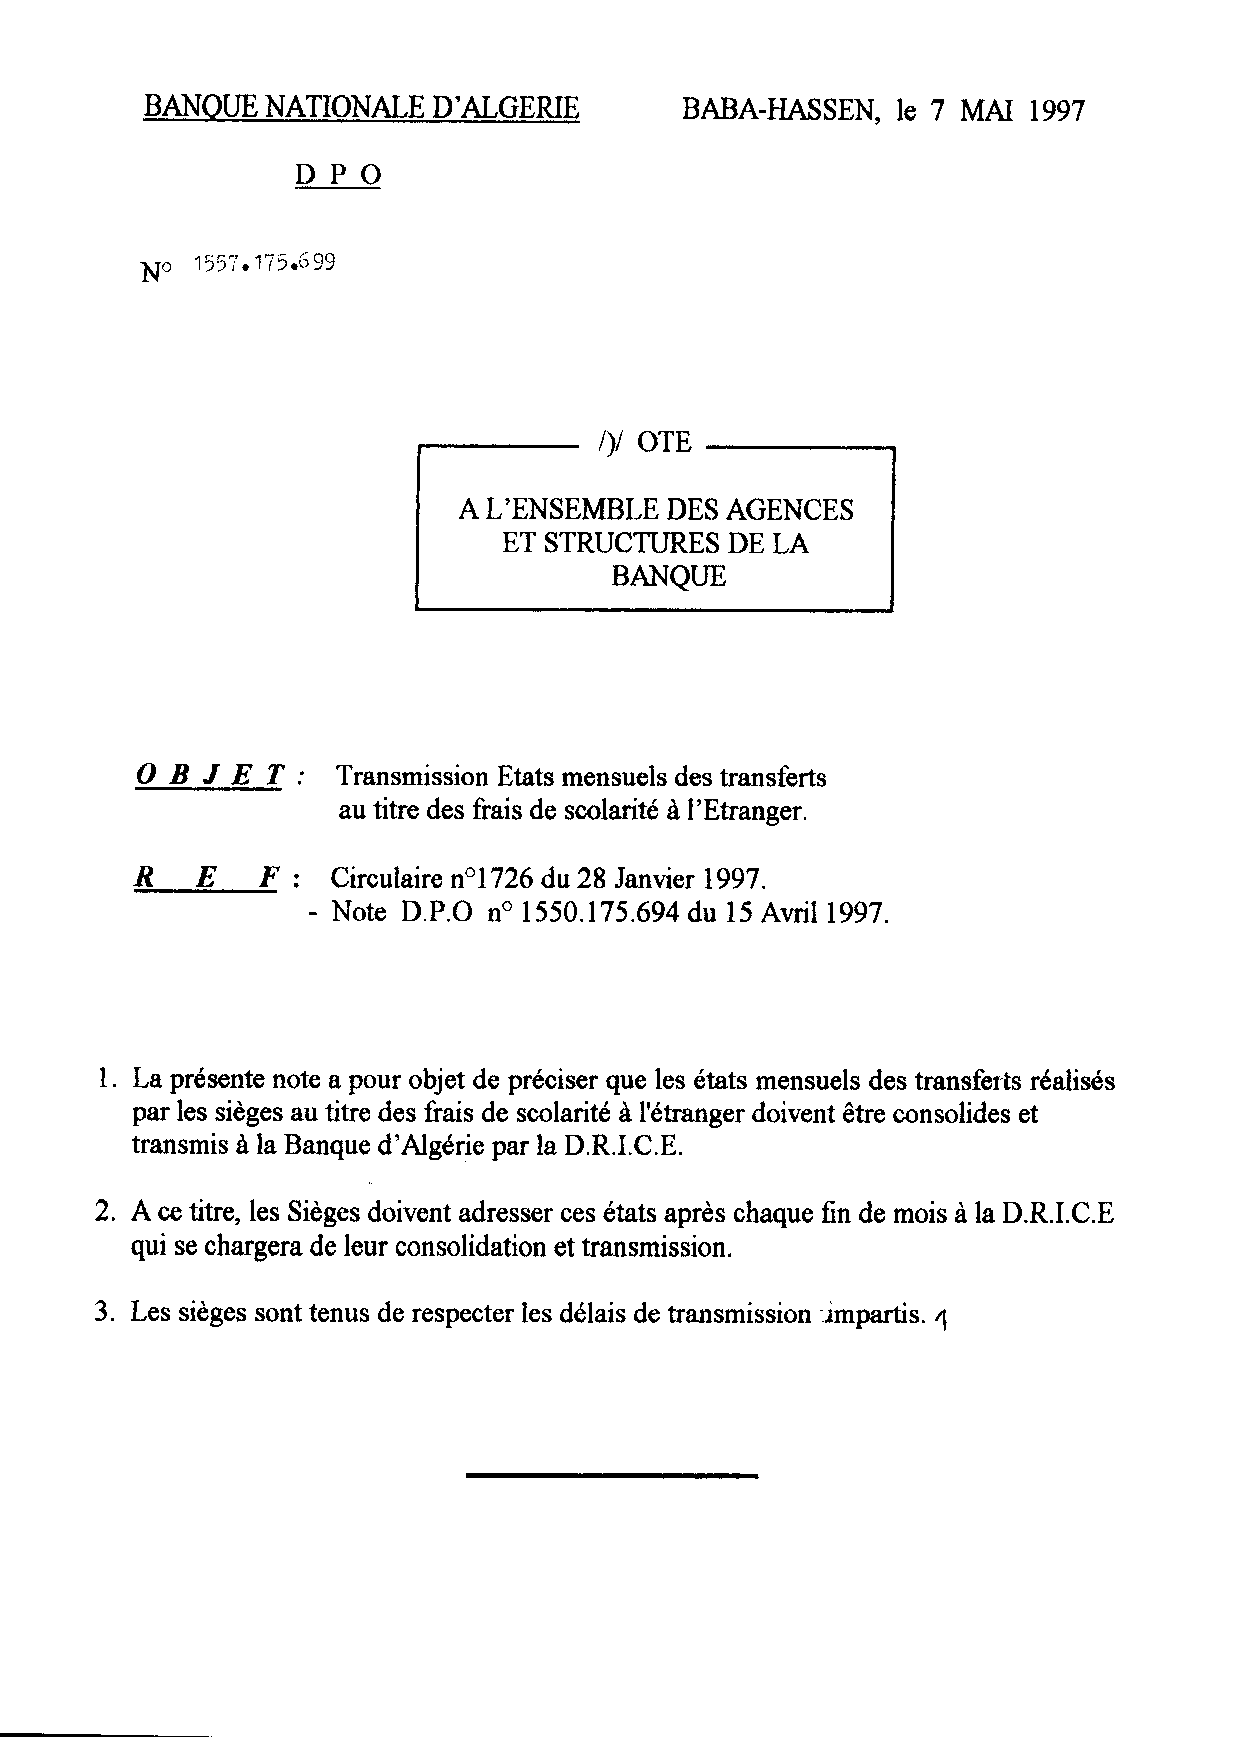 BANQUE NATIONALE D'ALGERIE BABA-HASSEN, le 7 MAI 1997
D P O
N° 1557.175.699
/)/ OTE
A L'ENSEMBLE DES AGENCES
ET STRUCTURES DE LA
BANQUE
O B J E T : Transmission Etats mensuels des transferts
au titre des frais de scolarité à l'Etranger.
R E F : Circulaire n°1726 du 28 Janvier 1997.
- Note D.P.O n° 1550.175.694 du 15 Avril 1997.
1. La présente note a pour objet de préciser que les états mensuels des transferts réalisés
par les sièges au titre des frais de scolarité à l'étranger doivent être consolides et
transmis à la Banque d'Algérie par la D.R.I.C.E.
2. A ce titre, les Sièges doivent adresser ces états après chaque fin de mois à la D.R.I.C.E
qui se chargera de leur consolidation et transmission.
3. Les sièges sont tenus de respecter les délais de transmission impartis.